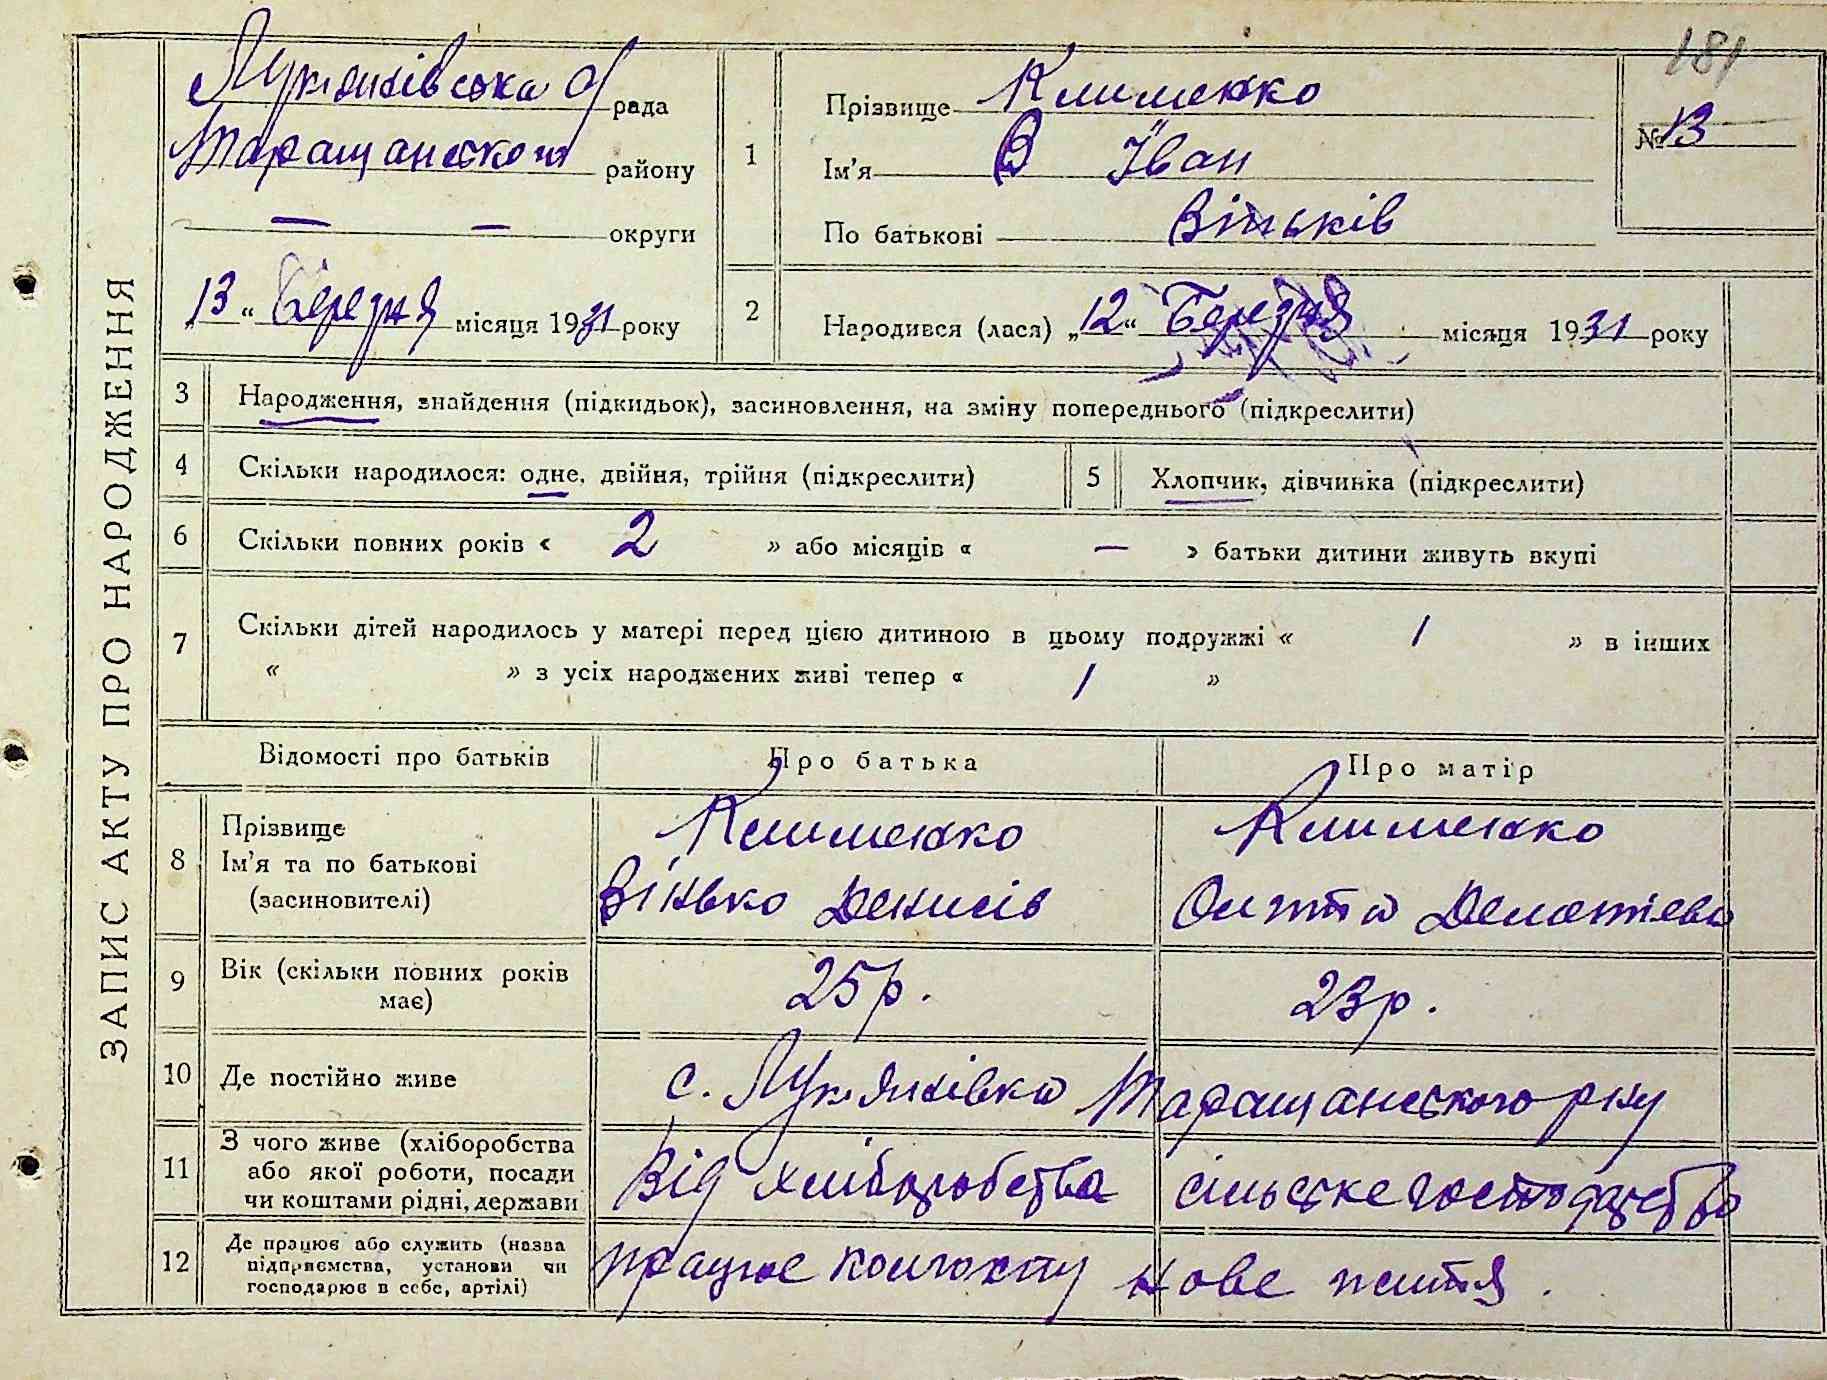 181
ЗАПИС АКТУ ПРО НАРОДЖЕННЯ
Лукянівська с/рада
Таращанського району
— — округи
„13“ Березня місяця 1931 року
1
Прізвище Клименко
Ім'я Іван
По батькові Вінків
№ 13
2
Народився (лася) „12“ Березня місяця 1931 року
3 Народження, знайдення (підкидьок), засиновлення, на зміну попереднього (підкреслити)
4 Скільки народилося: одне, двійня, трійня (підкреслити) 5 Хлопчик, дівчинка (підкреслити)
6 Скільки повних років « 2 » або місяців « — » батьки дитини живуть вкупі
7 Скільки дітей народилось у матері перед цією дитиною в цьому подружжі « 1 » в інших
« » з усіх народжених живі тепер « 1 »
Відомості про батьків Про батька Про матір
8 Прізвище Клименко Клименко
Ім'я та по батькові Вінько Денисів
(засиновителі)
9 Вік (скільки повних років має) 25 р. 23 р.
10 Де постійно живе с. Лукянівка Таращанського р-ну
11 З чого живе (хліборобства або якої роботи, посади чи коштами рідні, держави Від хліборобства сільське господарство
12 Де працює або служить (назва підприємства, установи чи господарює в себе, артілі) працює колгоспу нове життя.